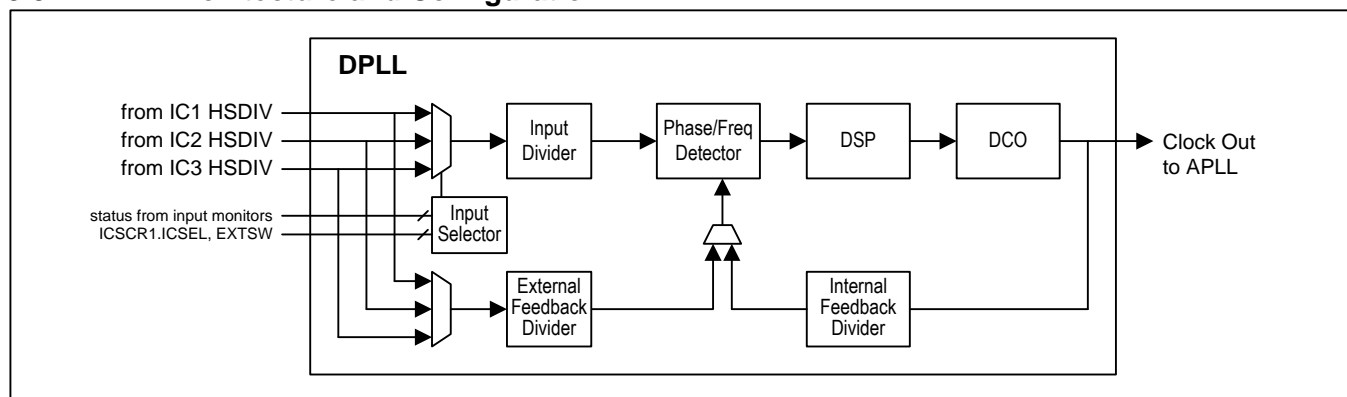 DPLL
from IC1 HSDIV
from IC2 HSDIV
from IC3 HSDIV
status from input monitors
ICSCR1.ICSEL, EXTSW
Input
Divider
Phase/Freq
Detector
DSP
DCO
Clock Out
to APLL
Input
Selector
External
Feedback
Divider
Internal
Feedback
Divider